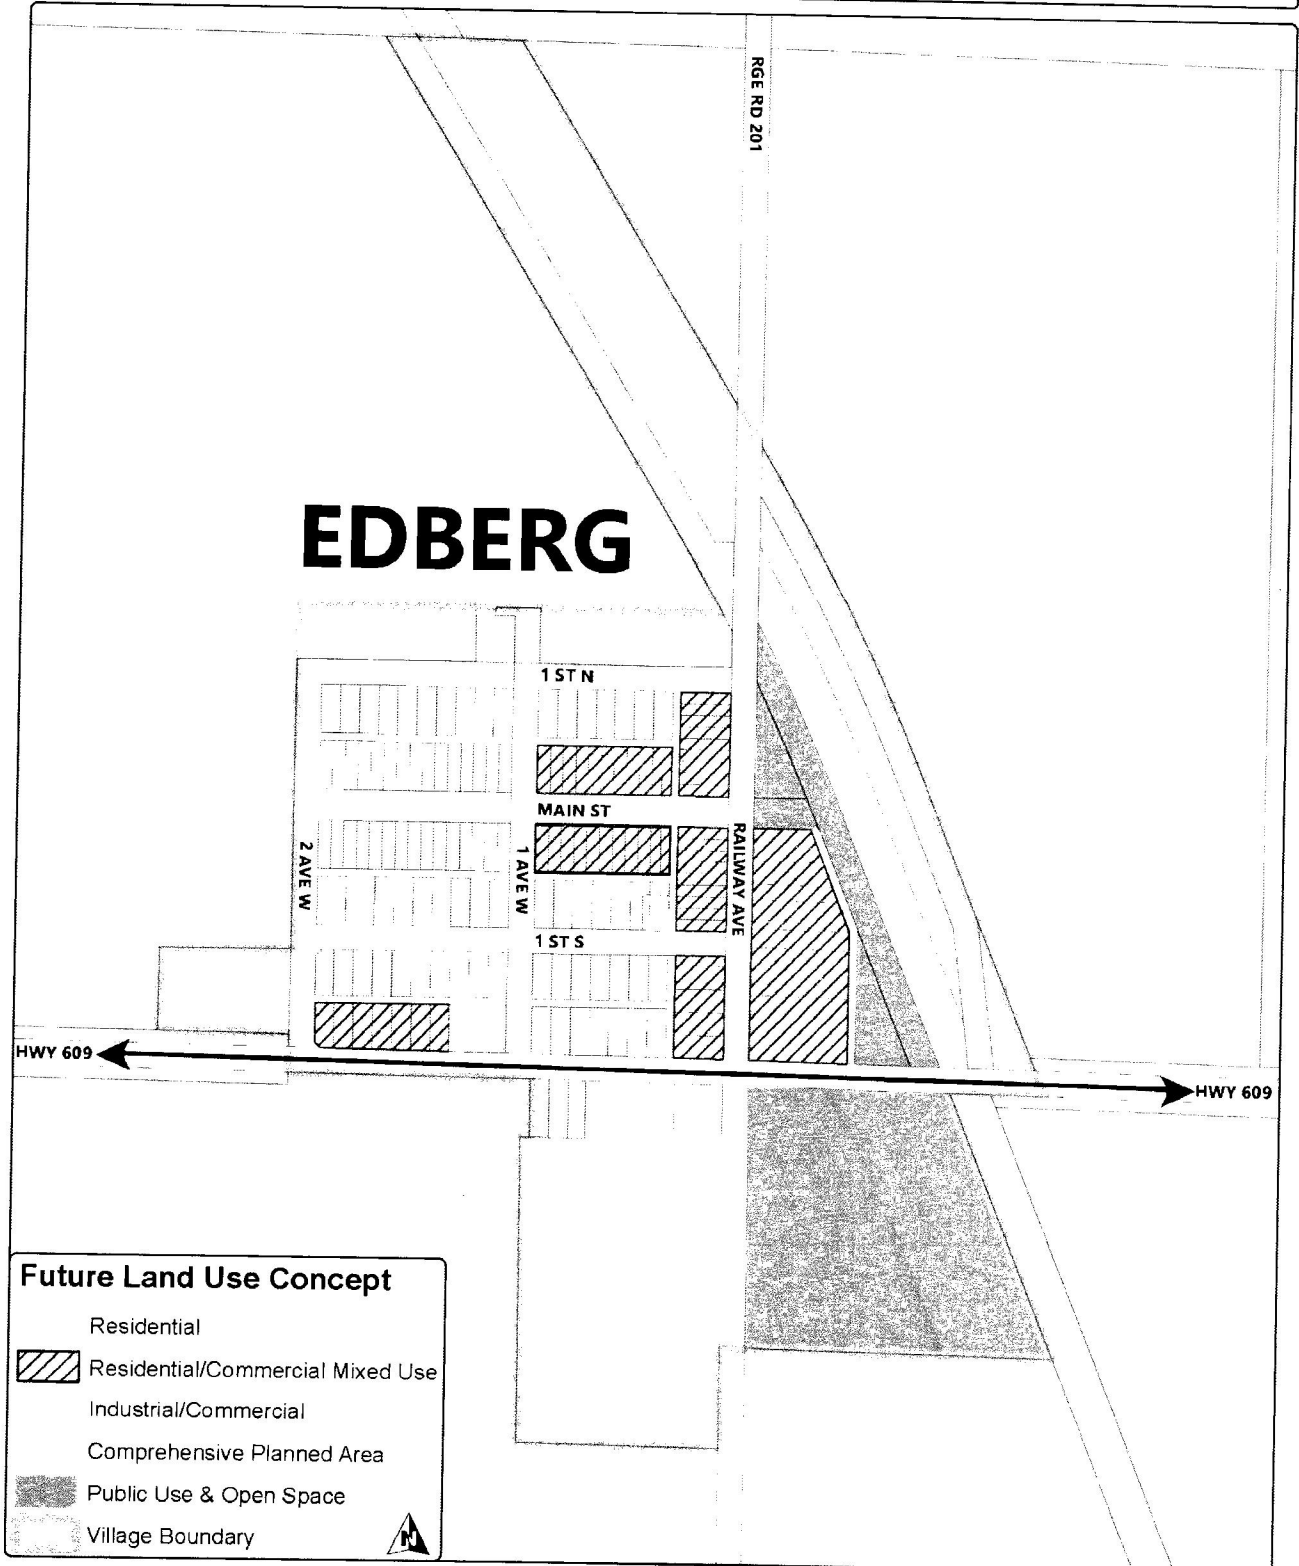 RGE RD 201
EDBERG
1 ST N
MAIN ST
2 AVE W
1 AVE W
RAILWAY AVE
1 ST S
HWY 609
HWY 609
Future Land Use Concept
Residential
Residential/Commercial Mixed Use
Industrial/Commercial
Comprehensive Planned Area
Public Use & Open Space
Village Boundary
N